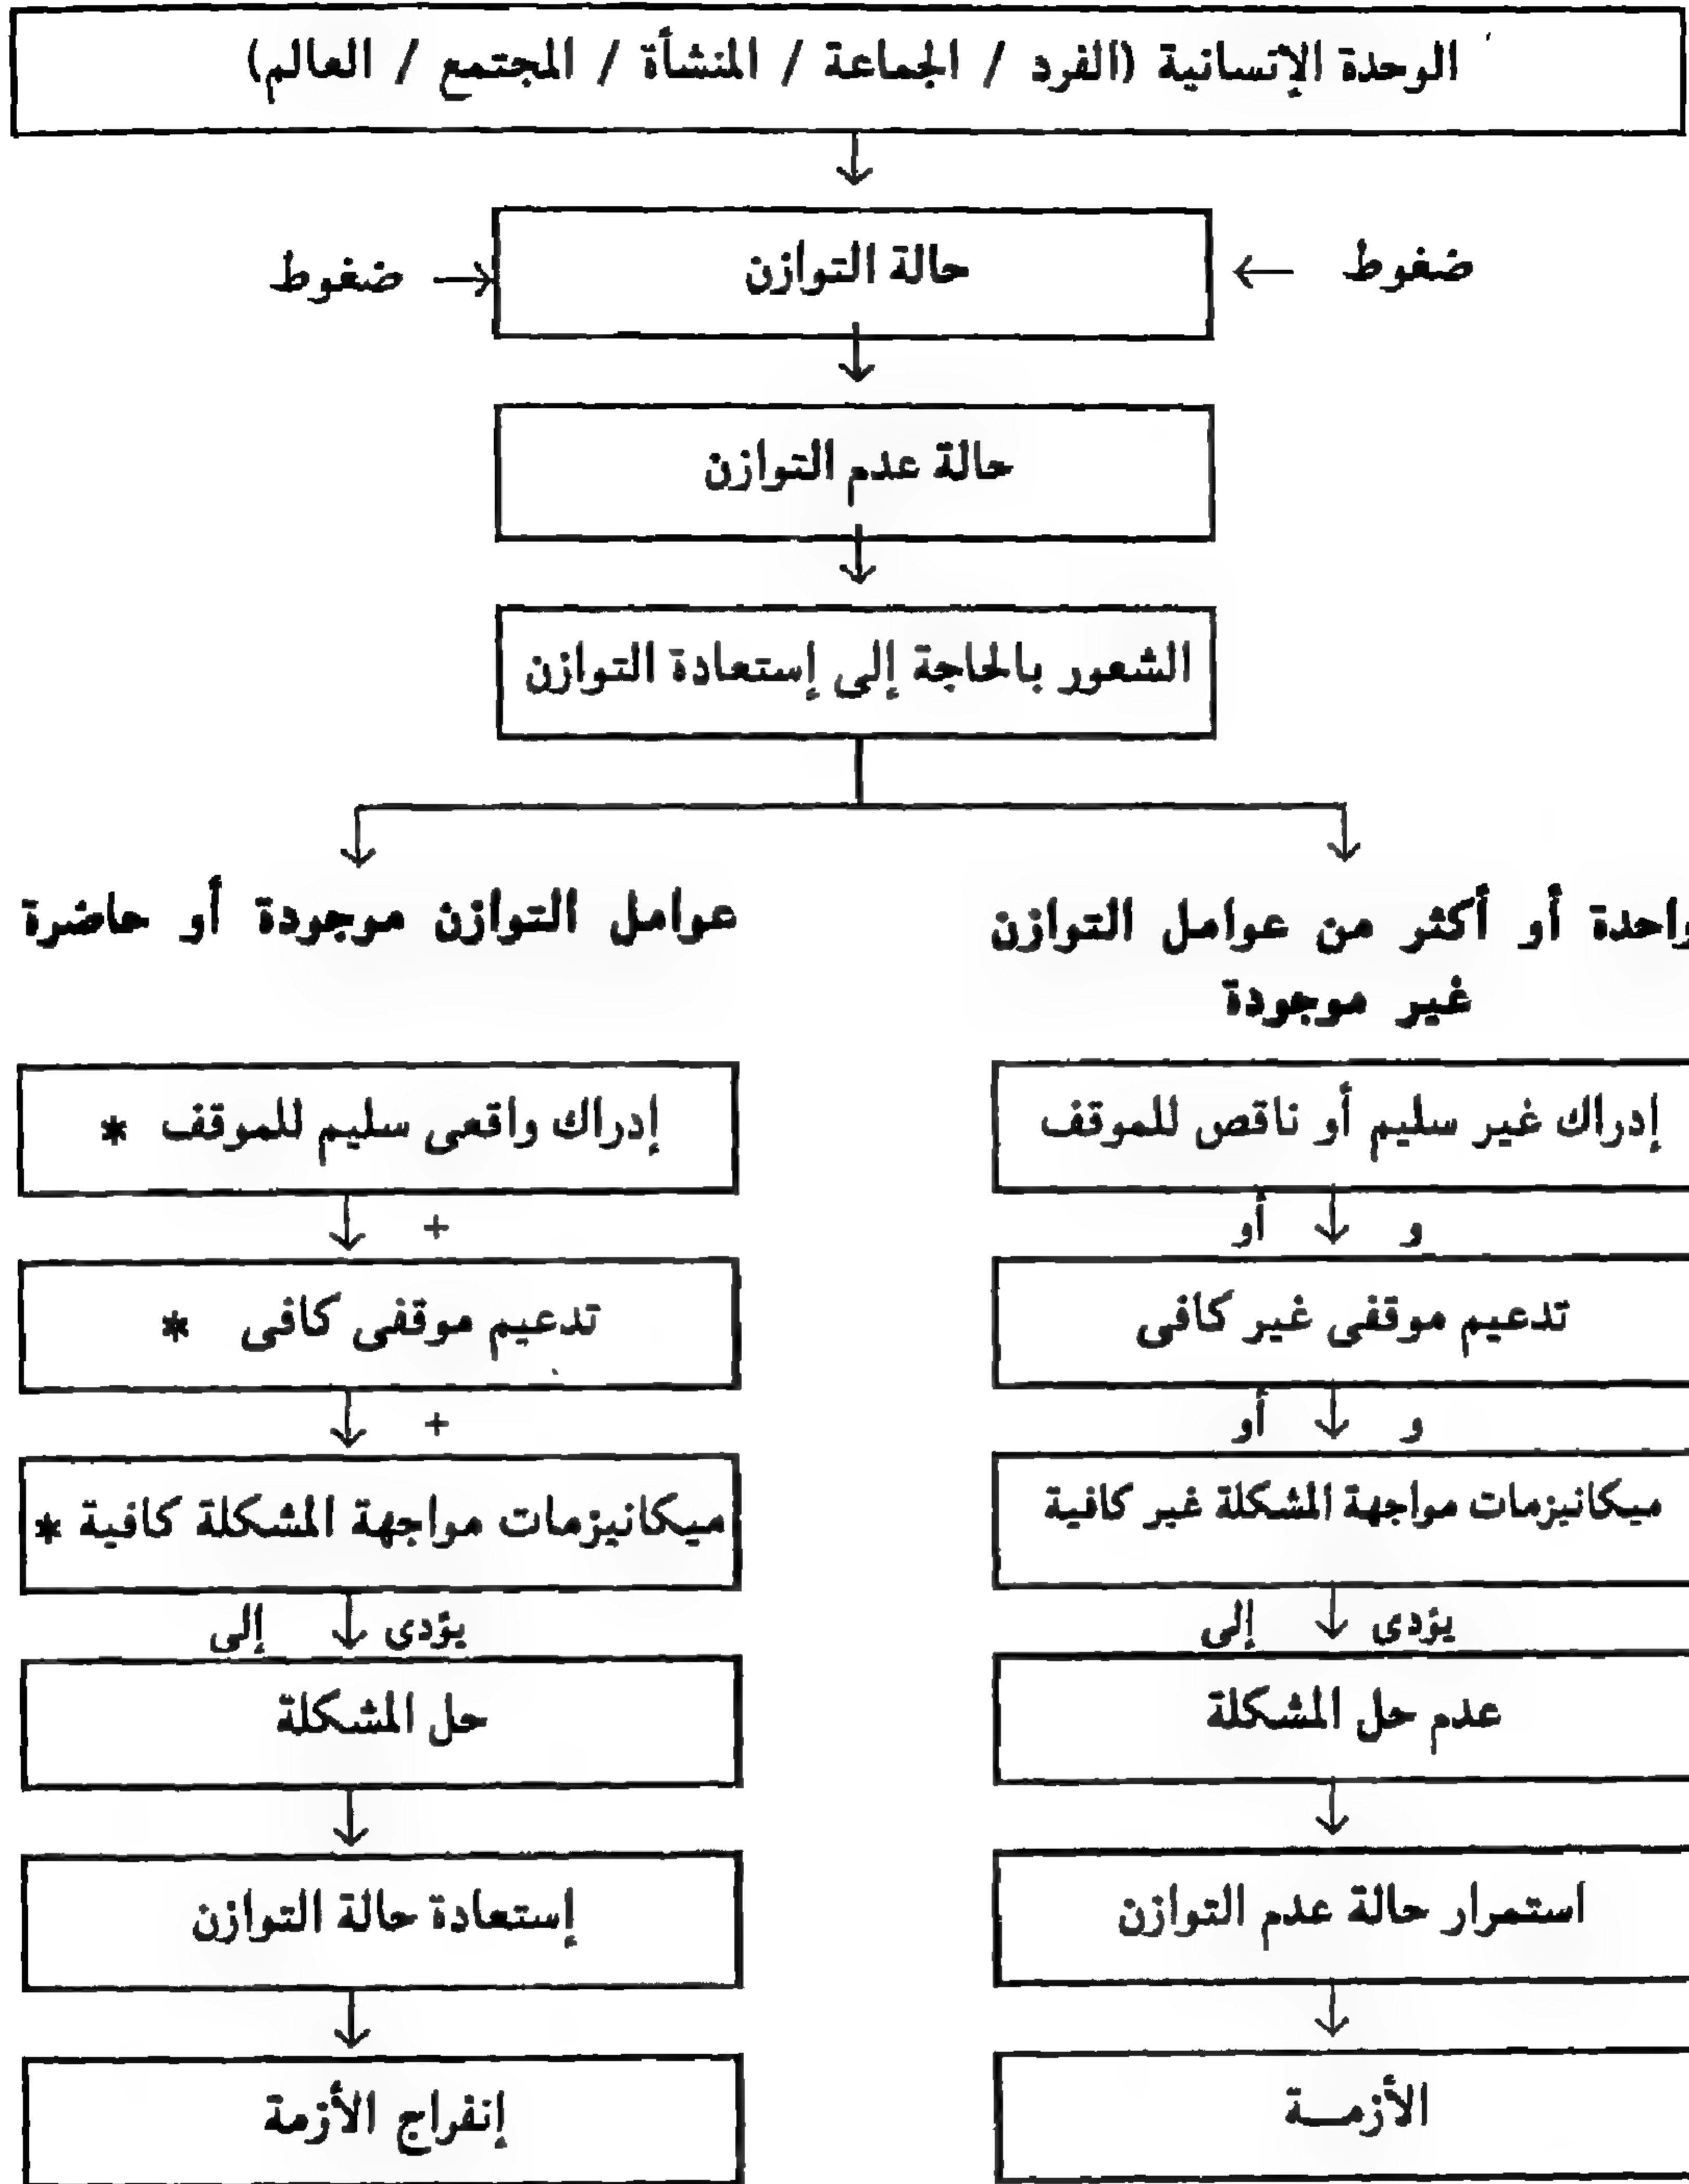 الوحدة الإنسانية (الفرد / الجماعة / المنشأة / المجتمع / العالم)
ضغوط → حالة التوازن ← ضغوط
حالة عدم التوازن
الشعور بالحاجة إلى إستعادة التوازن
واحدة أو أكثر من عوامل التوازن
غير موجودة
إدراك غير سليم أو ناقص للموقف
و ↓ أو
تدعيم موقفى غير كافى
و ↓ أو
ميكانيزمات مواجهة المشكلة غير كافية
يؤدى ↓ إلى
عدم حل المشكلة
استمرار حالة عدم التوازن
الأزمـــة
عوامل التوازن موجودة أو حاضرة
إدراك واقعى سليم للموقف *
+
تدعيم موقفى كافى *
+
ميكانيزمات مواجهة المشكلة كافية *
يؤدى ↓ إلى
حل المشكلة
إستعادة حالة التوازن
إنفراج الأزمة